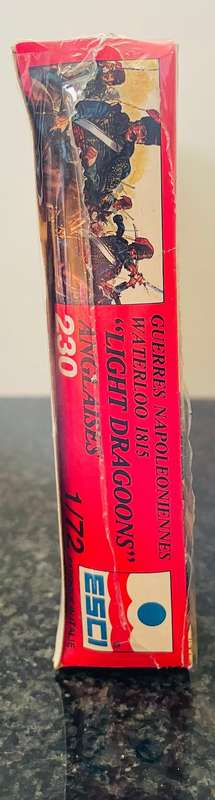 GUERRES NAPOLEONIENNES
WATERLOO 1815
"LIGHT DRAGOONS"
ANGLAISES
230
1/72
ESCI